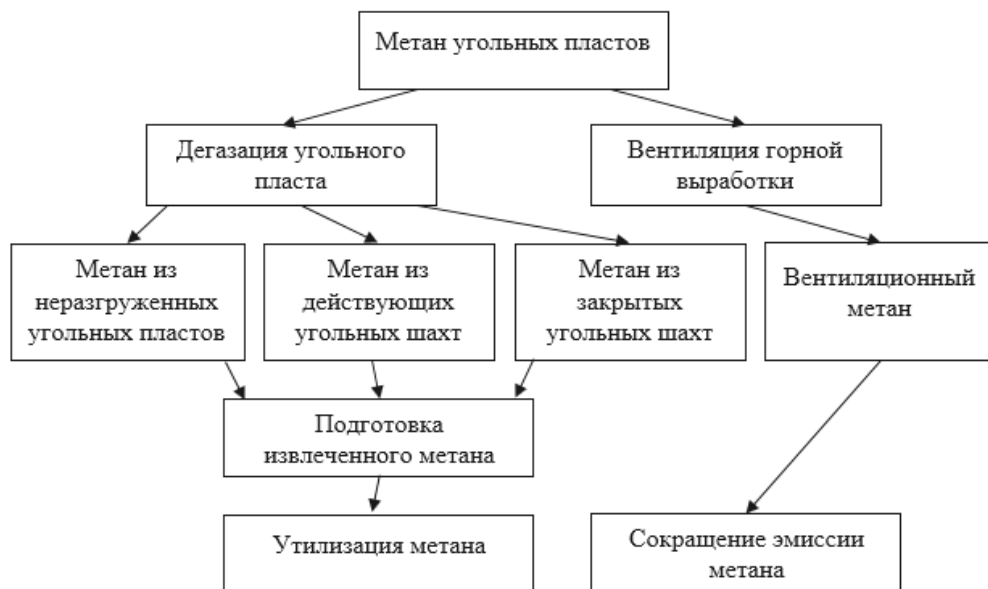 Метан угольных пластов
Дегазация угольного
пласта
Вентиляция горной
выработки
Метан из
неразгруженных
угольных пластов
Метан из
действующих
угольных шахт
Метан из
закрытых
угольных шахт
Вентиляционный
метан
Подготовка
извлеченного метана
Утилизация метана
Сокращение эмиссии
метана